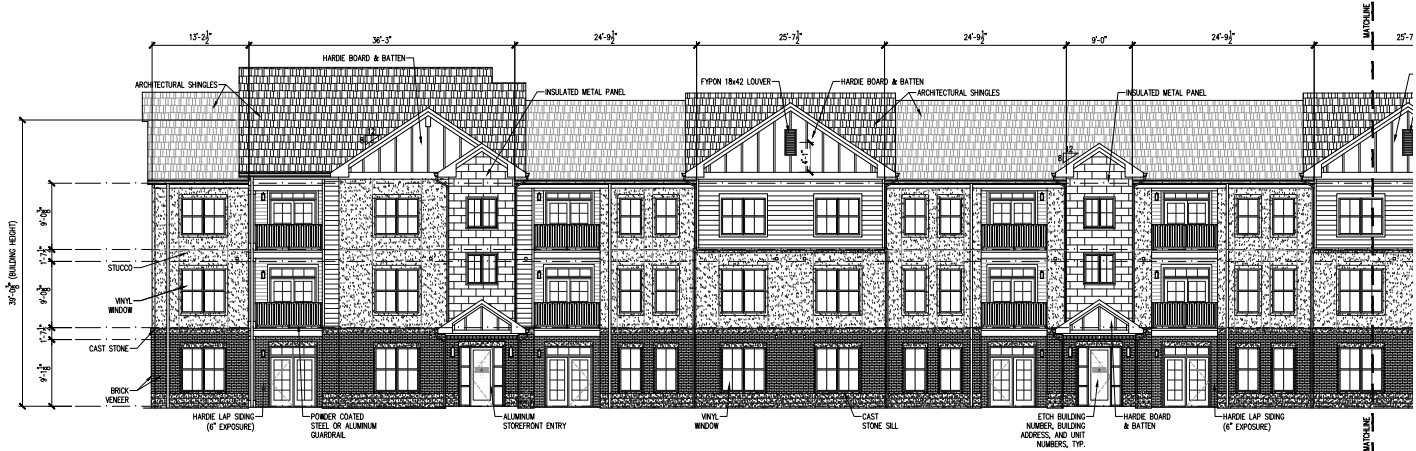 MATCHLINE
13'-2½"
36'-3"
24'-9½"
25'-7½"
24'-9½"
9'-0"
24'-9½"
25'-7
HARDIE BOARD & BATTEN
ARCHITECTURAL SHINGLES
INSULATED METAL PANEL
FYPON 18x42 LOUVER
HARDIE BOARD & BATTEN
ARCHITECTURAL SHINGLES
INSULATED METAL PANEL
12
8
12
8
(BUILDING HEIGHT)
STUCCO
VINYL
WINDOW
CAST STONE
BRICK
VENEER
HARDIE LAP SIDING
(6" EXPOSURE)
POWDER COATED
STEEL OR ALUMINUM
GUARDRAIL
ALUMINUM
STOREFRONT ENTRY
VINYL
WINDOW
CAST
STONE SILL
ETCH BUILDING
NUMBER, BUILDING
ADDRESS, AND UNIT
NUMBERS, TYP.
HARDIE BOARD
& BATTEN
HARDIE LAP SIDING
(6" EXPOSURE)
MATCHLINE